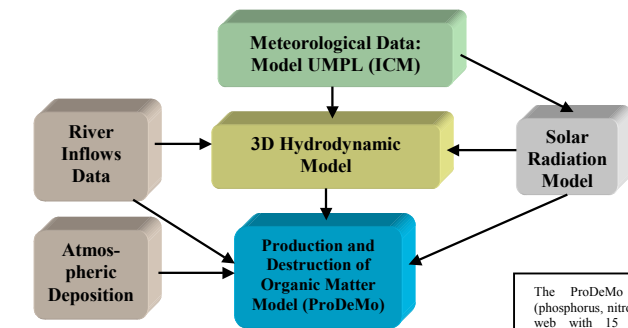 Meteorological Data:
Model UMPL (ICM)
River
Inflows
Data
3D Hydrodynamic
Model
Solar
Radiation
Model
Atmos-
pheric
Deposition
Production and
Destruction of
Organic Matter
Model (ProDeMo)
The ProDeMo
(phosphorus, nitro
web with 15